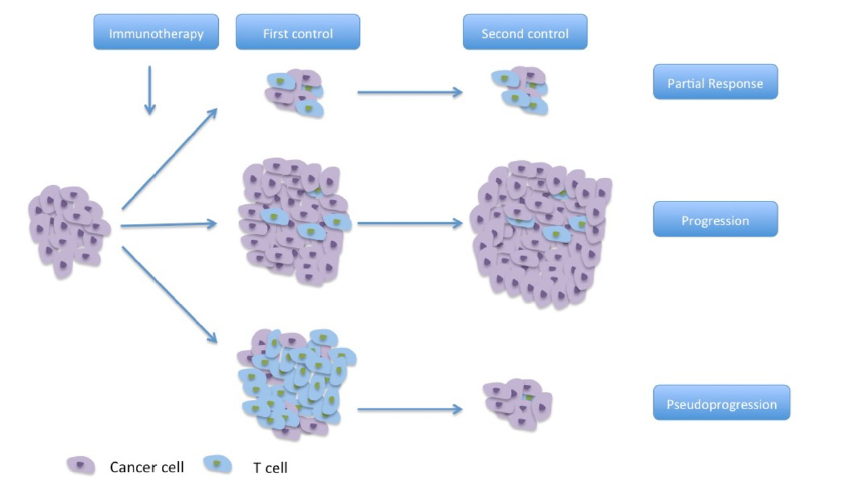 Immunotherapy
First control
Second control
Partial Response
Progression
Pseudoprogression
Cancer cell
T cell